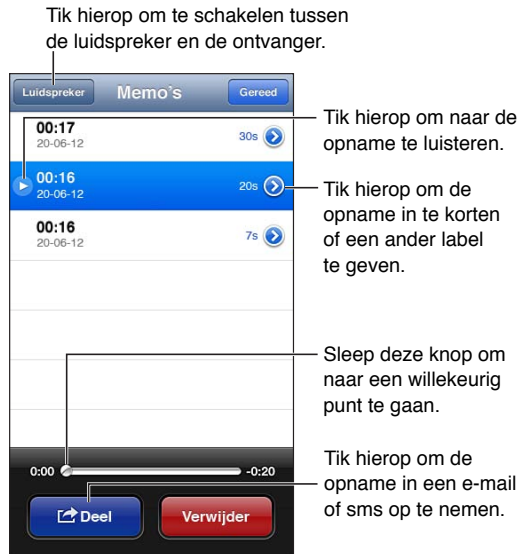 Tik hierop om te schakelen tussen
de luidspreker en de ontvanger.
Luidspreker
Memo's
Gereed
00:17
20-06-12
30s
Tik hierop om naar de
opname te luisteren.
00:16
20-06-12
20s
Tik hierop om de
opname in te korten
of een ander label
te geven.
00:16
20-06-12
7s
Sleep deze knop om
naar een willekeurig
punt te gaan.
0:00
-0:20
Tik hierop om de
opname in een e-mail
of sms op te nemen.
Deel
Verwijder